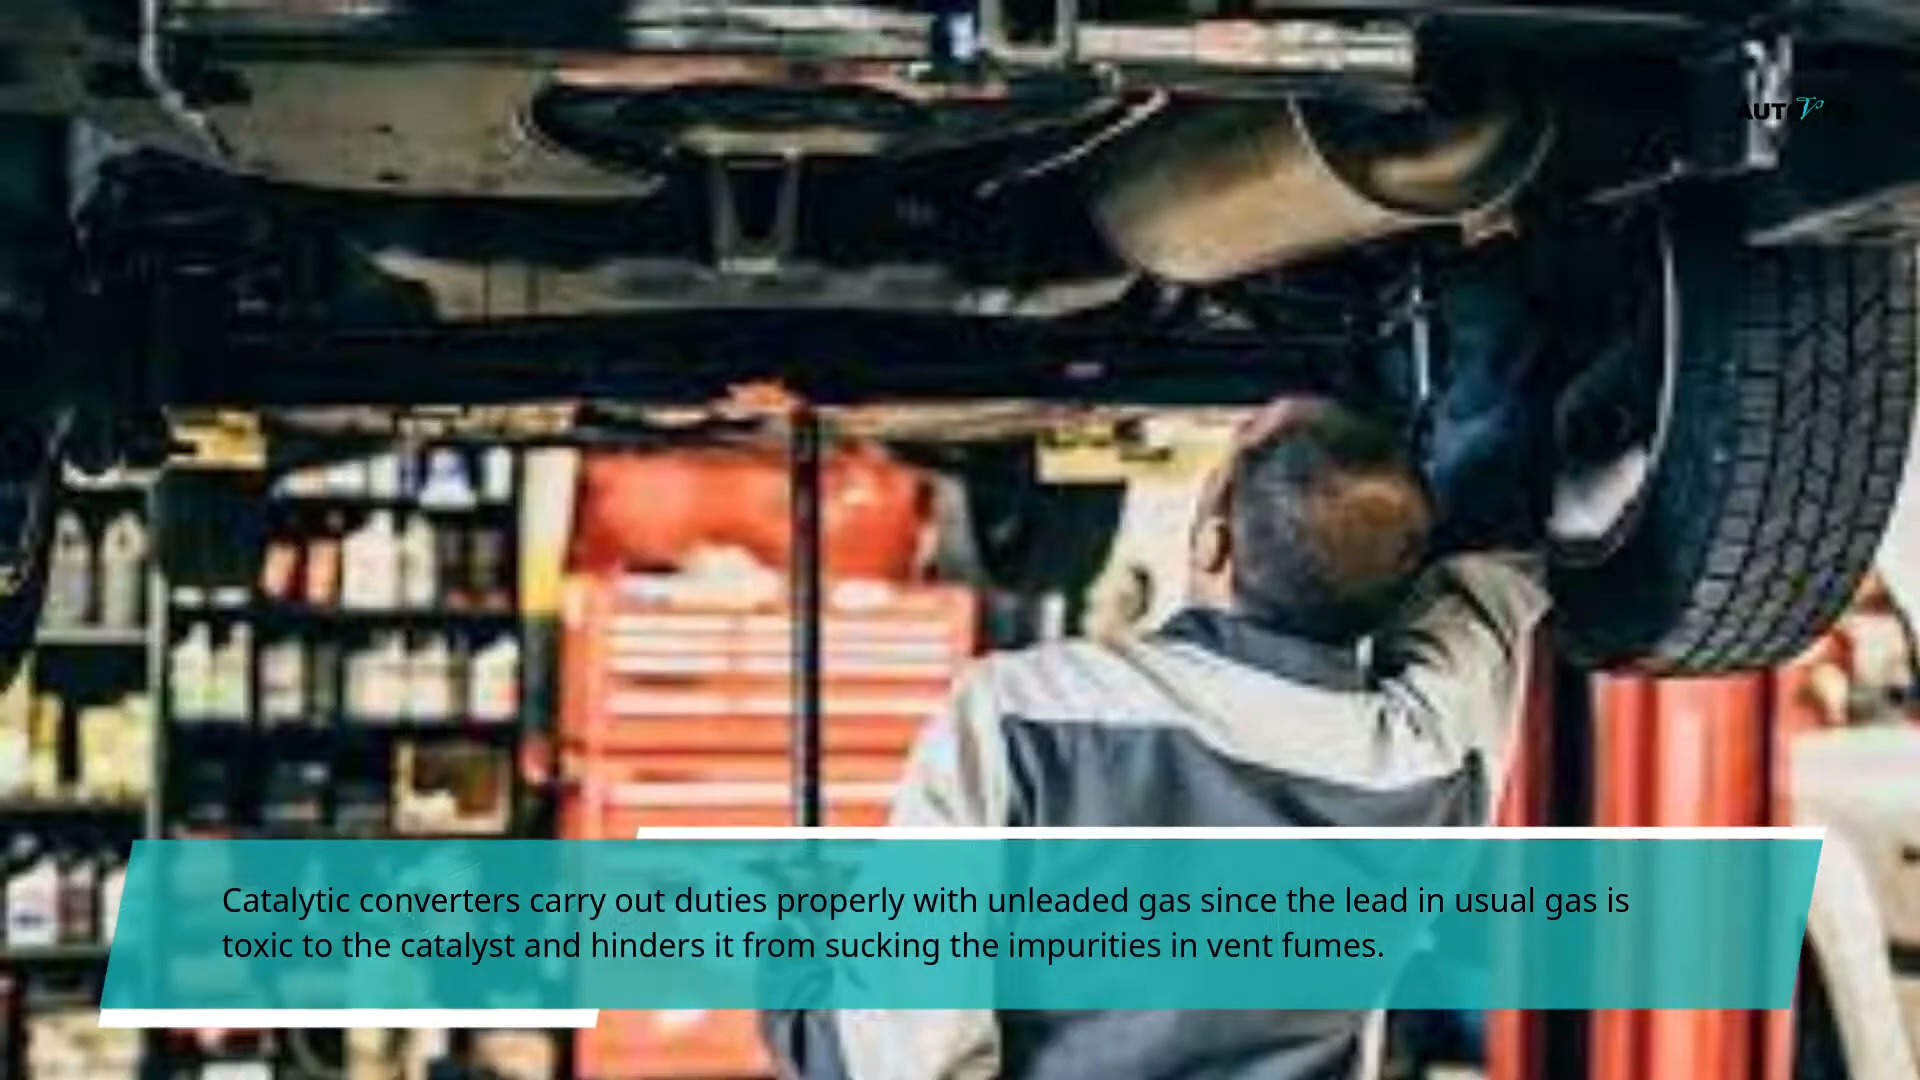 AUTO
Catalytic converters carry out duties properly with unleaded gas since the lead in usual gas is
toxic to the catalyst and hinders it from sucking the impurities in vent fumes.